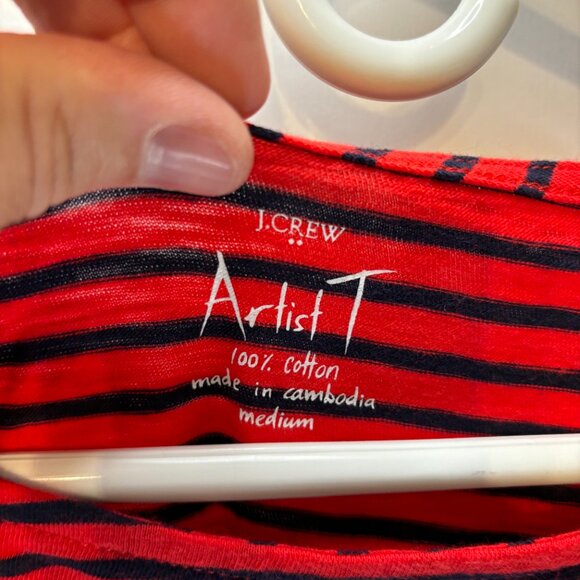 J.CREW
Artist T
100% cotton
made in cambodia
medium